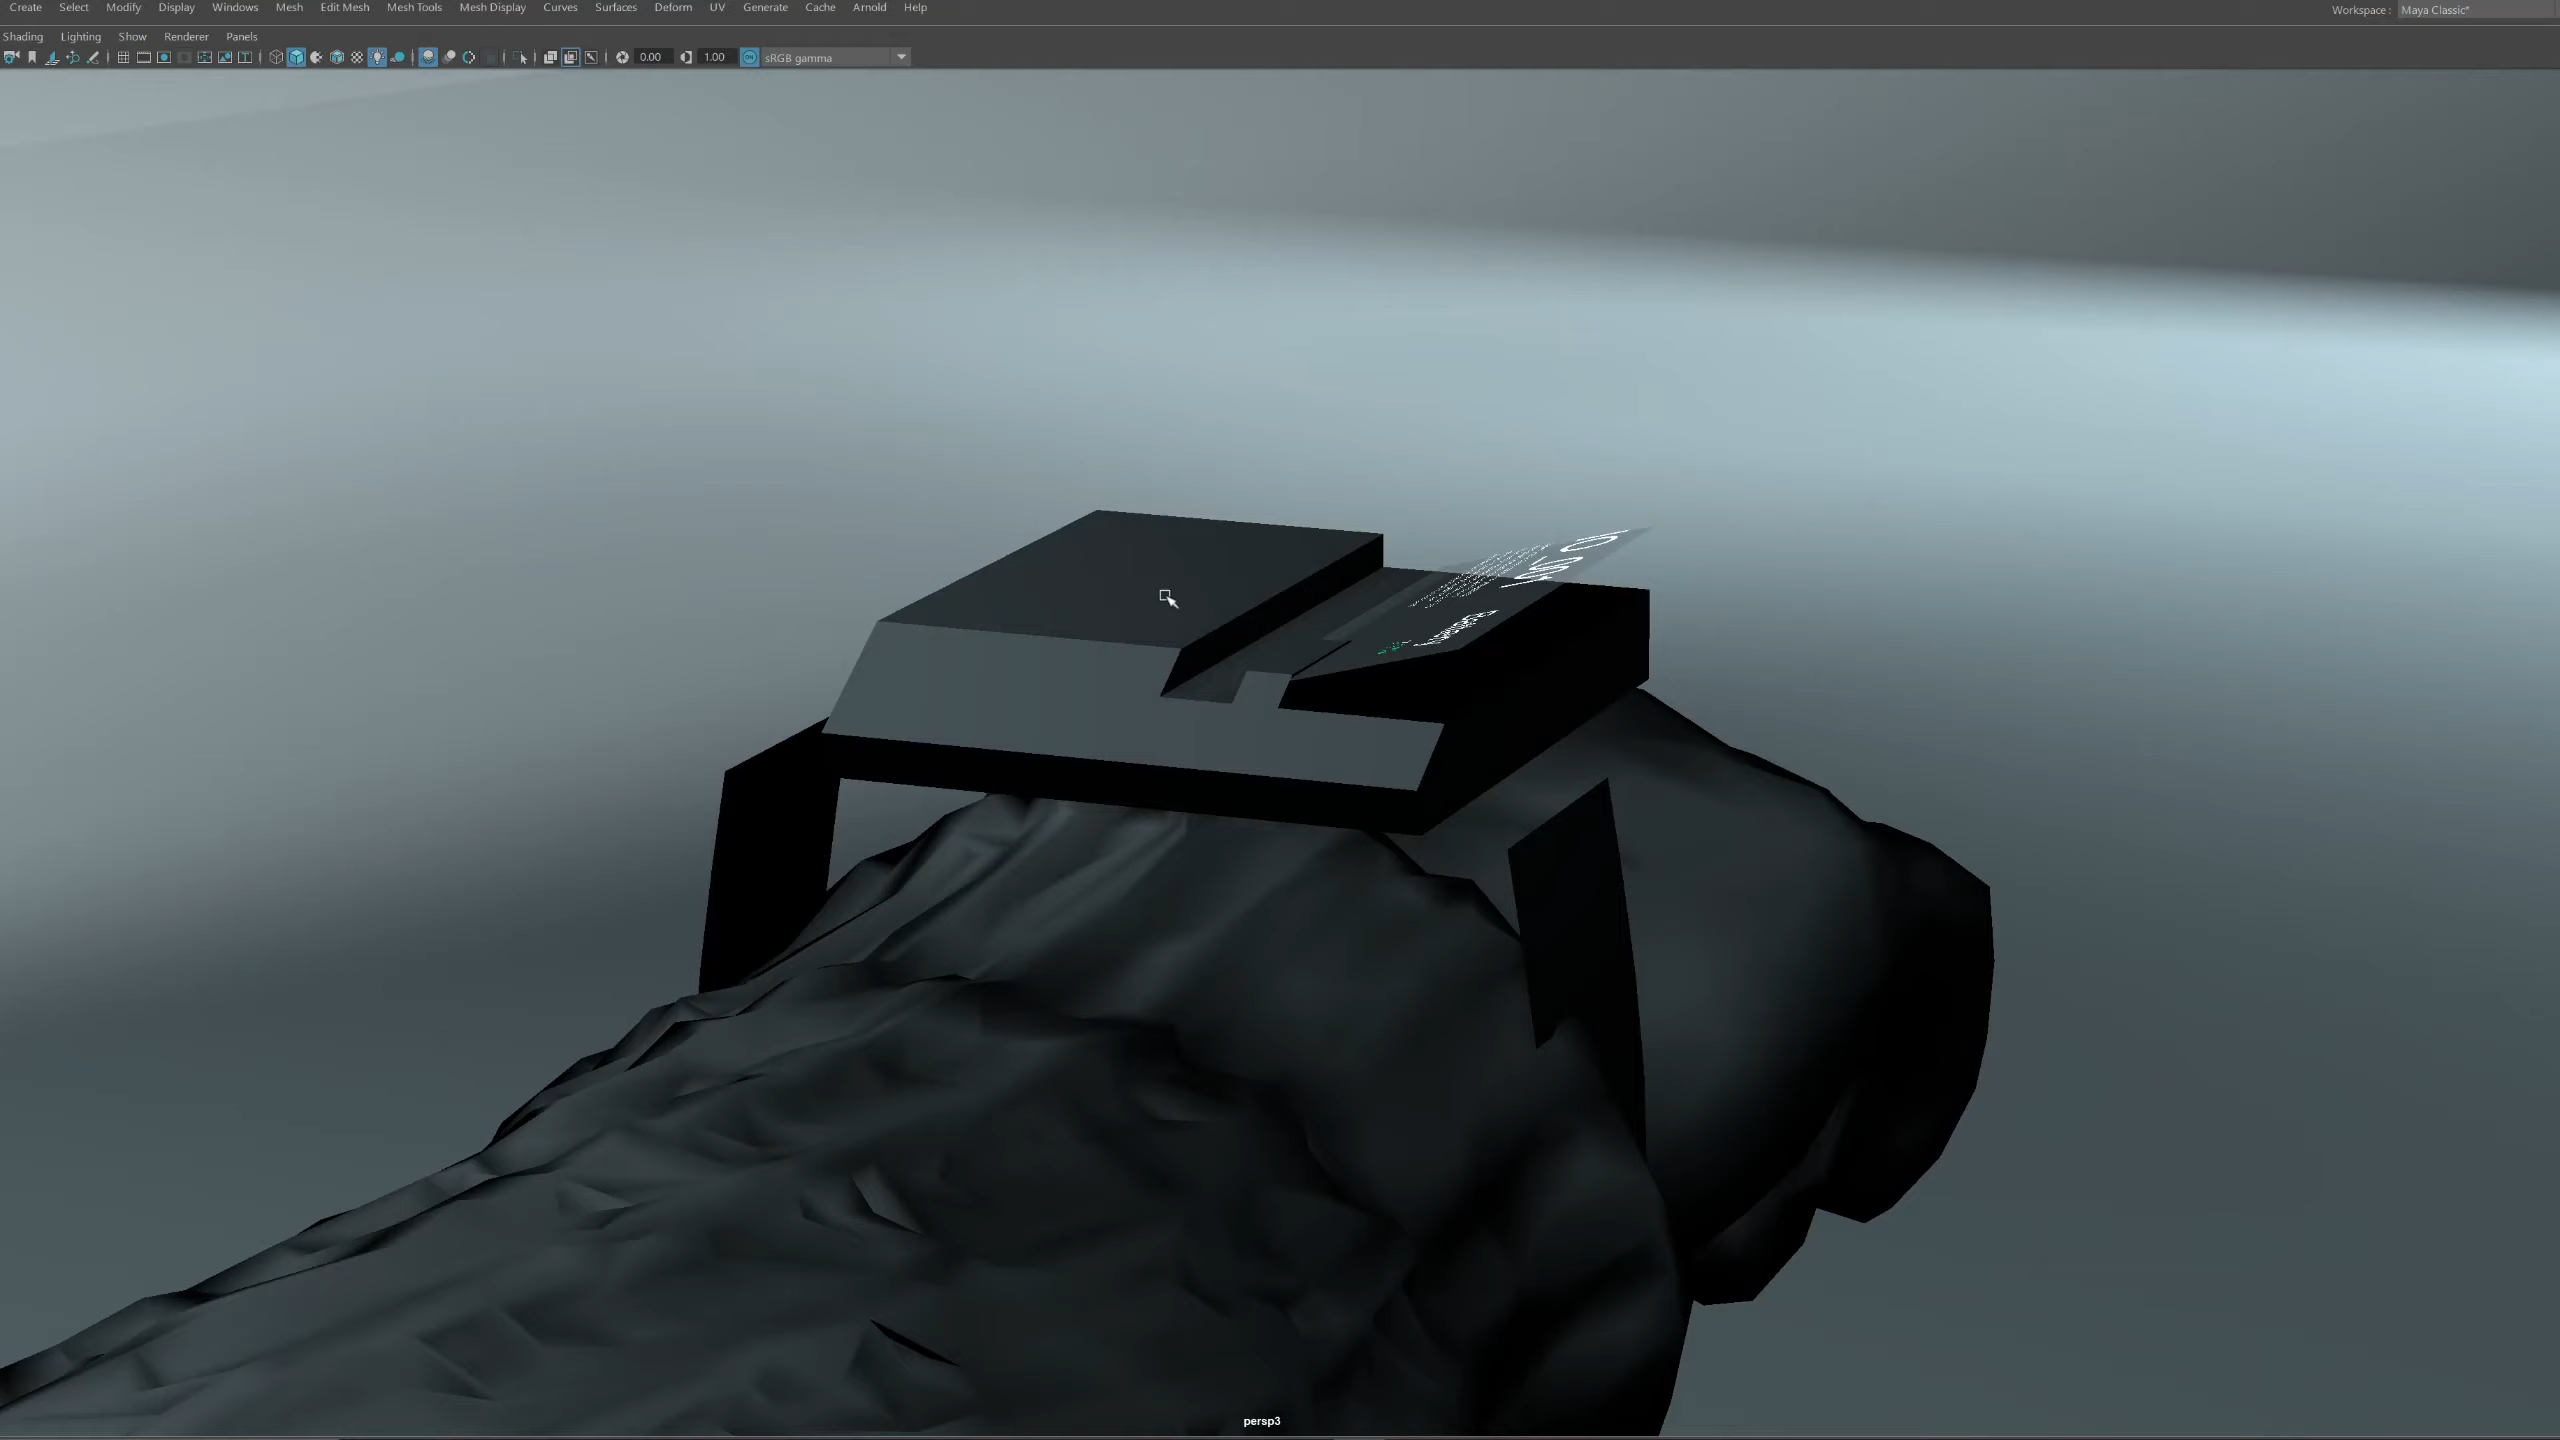 Create Select Modify Display Windows Mesh Edit Mesh Mesh Tools Mesh Display Curves Surfaces Deform UV Generate Cache Arnold Help Workspace : Maya Classic*
Shading Lighting Show Renderer Panels
0.00 1.00 ON sRGB gamma
persp3